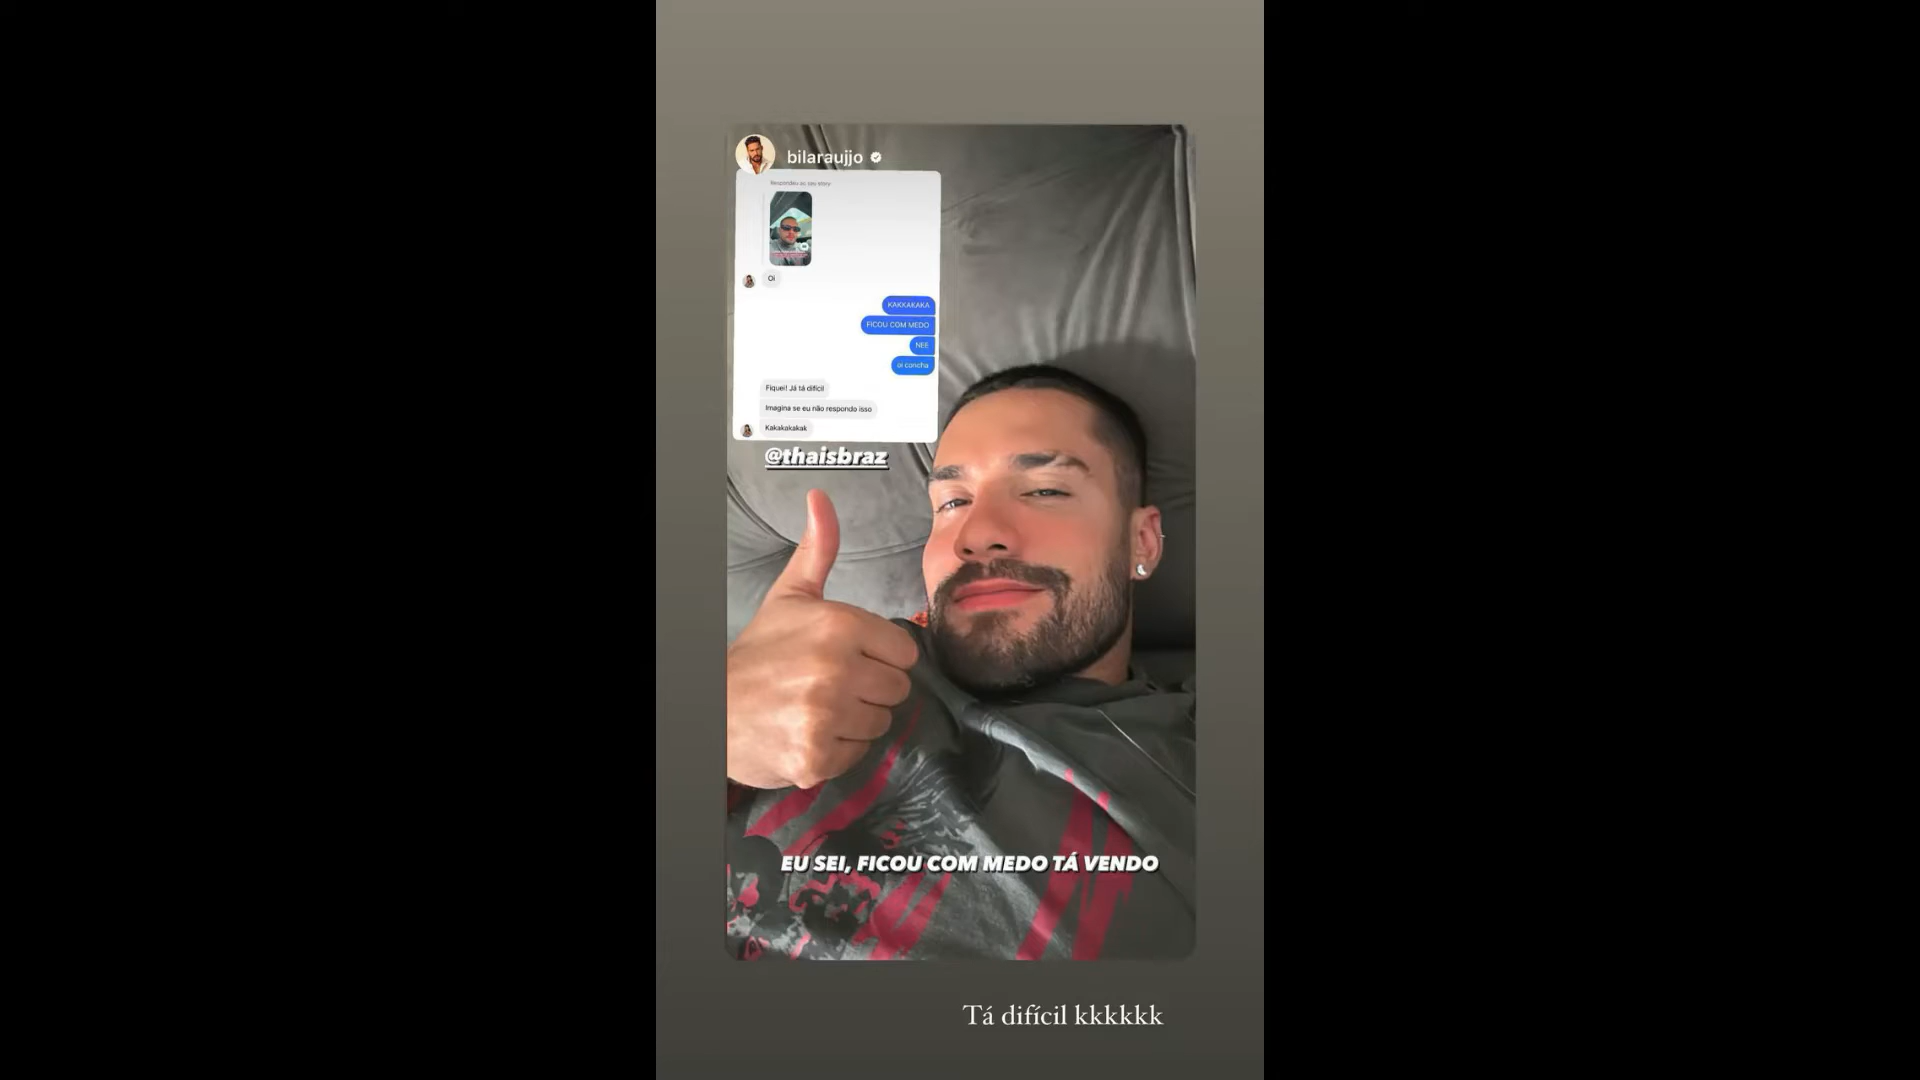 bilaraujjo
Respondeu ao seu story
Oi
KAKKAKAKA
FICOU COM MEDO
NEE
oi concha
Fiquei! Já tá difícil
Imagina se eu não respondo isso
Kakakakakak
@thaisbraz
EU SEI, FICOU COM MEDO TÁ VENDO
Tá difícil kkkkkk